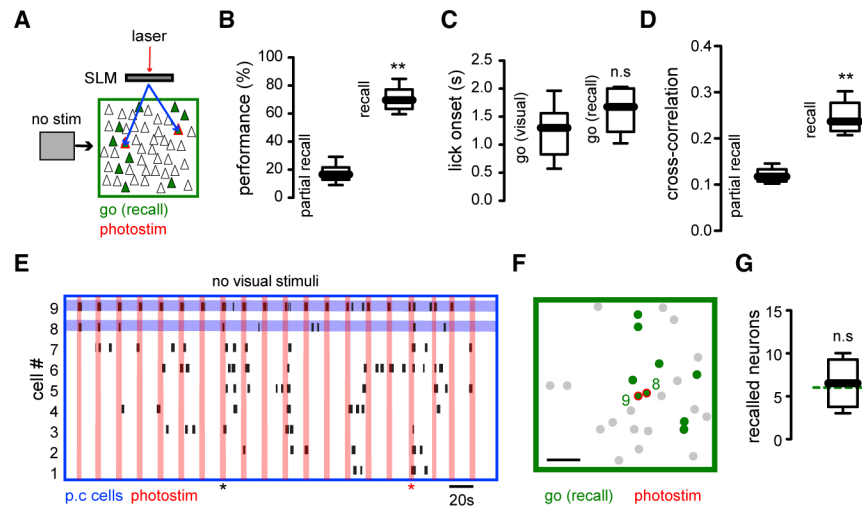 A
laser
SLM
no stim
go (recall)
photostim
B
performance (%)
100
80
60
40
20
0
partial recall
recall
**
C
lick onset (s)
2.5
2.0
1.5
1.0
0.5
0.0
go (visual)
go (recall)
n.s
D
cross-correlation
0.4
0.3
0.2
0.1
0.0
partial recall
recall
**
E
no visual stimuli
cell #
9
8
7
6
5
4
3
2
1
p.c cells
photostim
*
*
20s
F
9
8
go (recall)
photostim
G
recalled neurons
15
10
5
0
n.s